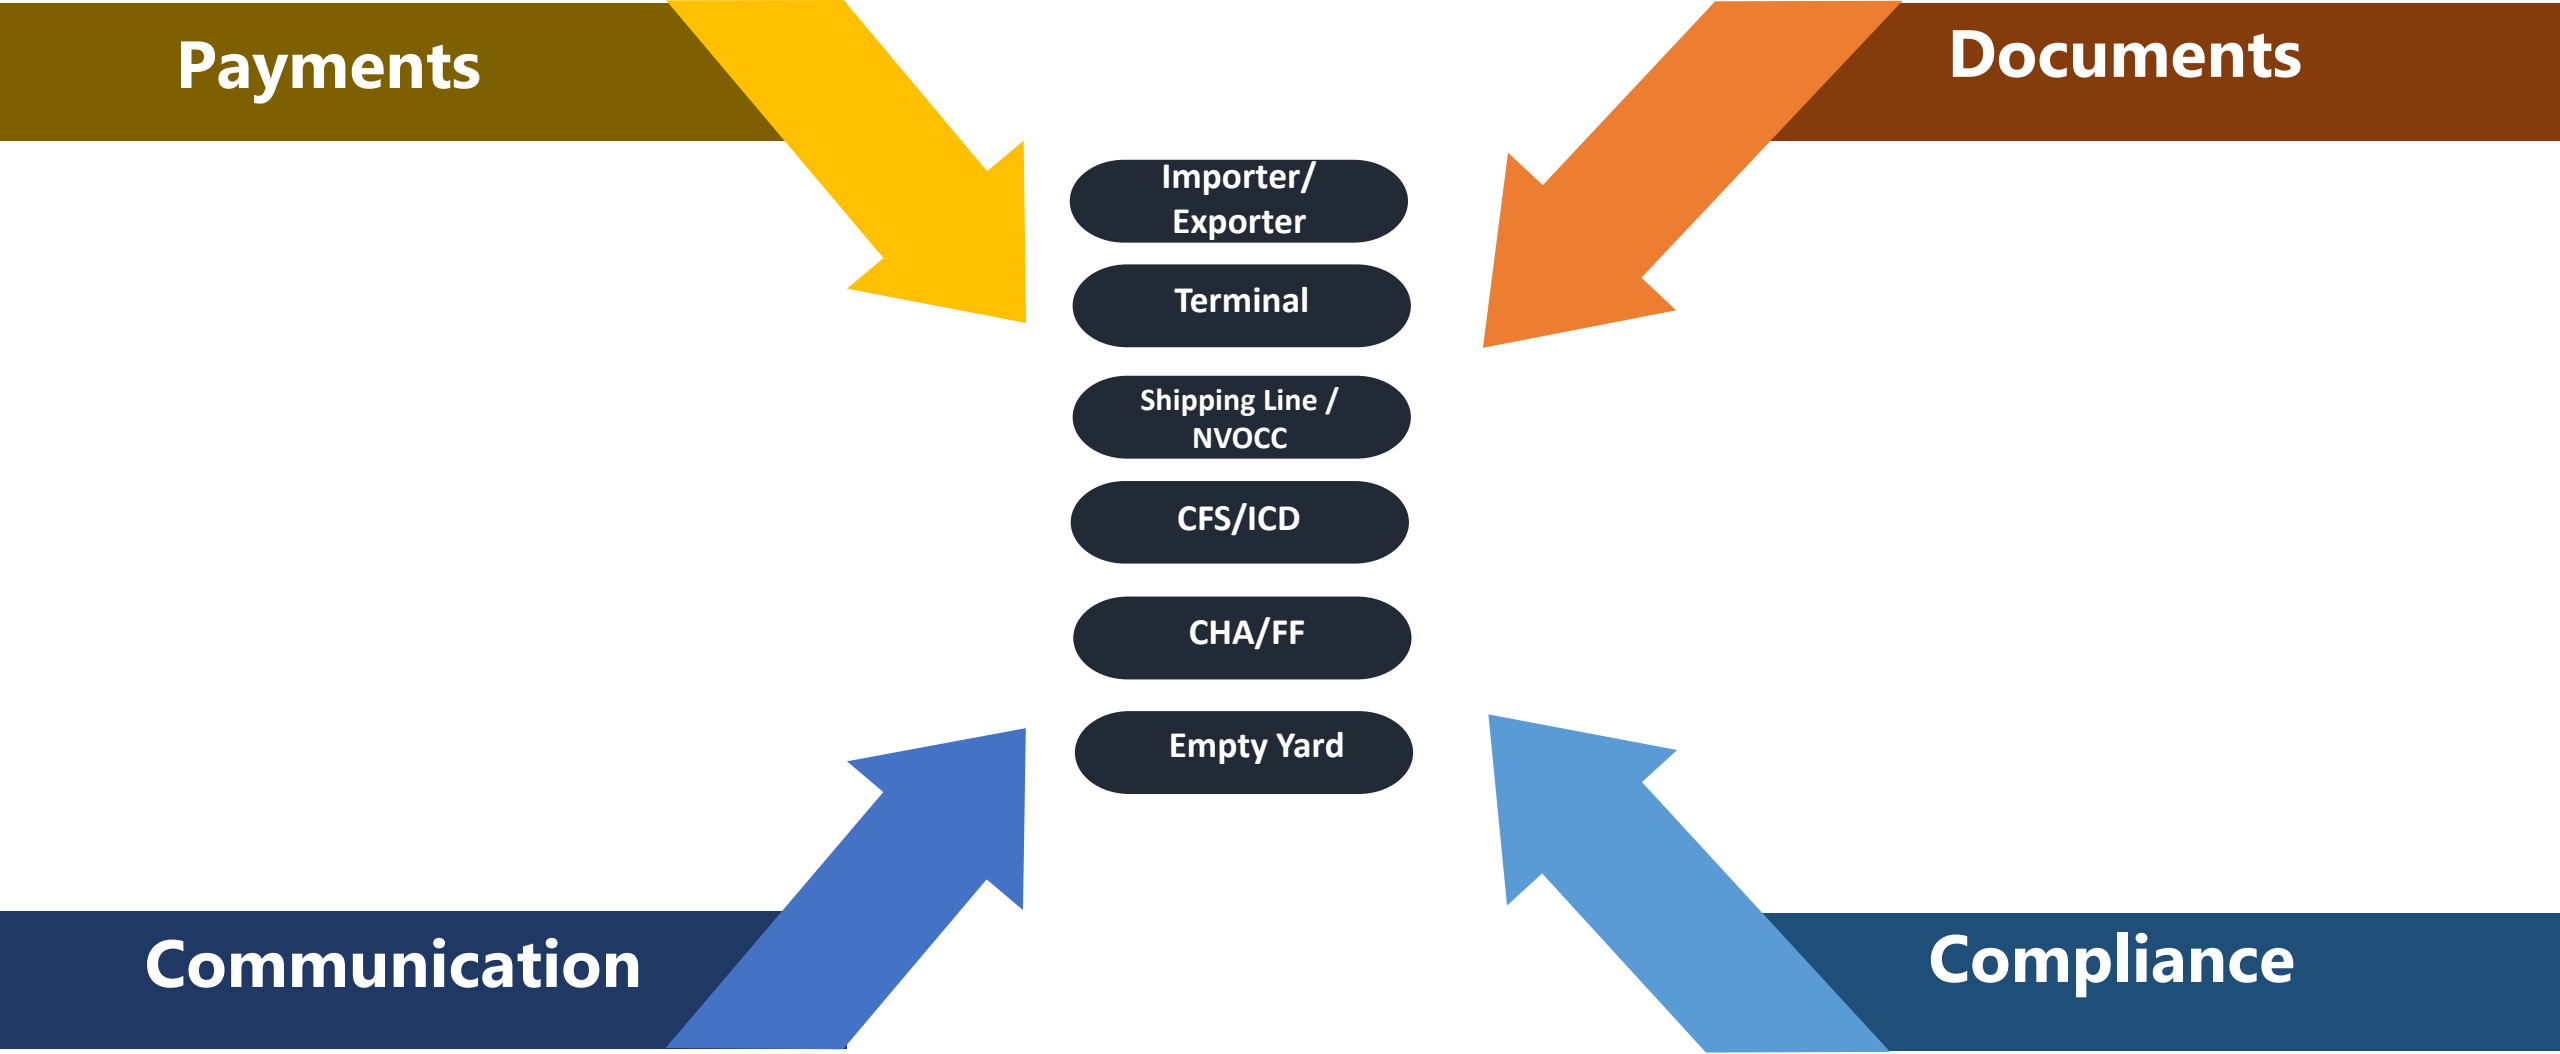 Payments
Documents
Importer/
Exporter
Terminal
Shipping Line /
NVOCC
CFS/ICD
CHA/FF
Empty Yard
Communication
Compliance